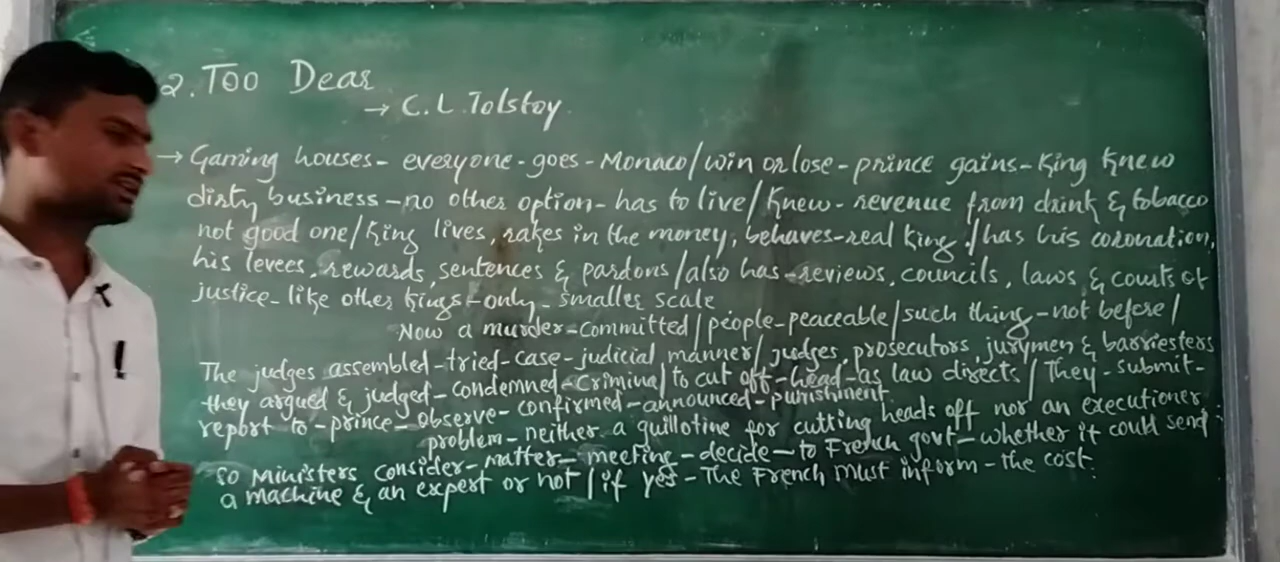 2. Too Dear
→ C.L.Tolstoy
→ Gaming houses - everyone - goes - Monaco/win or lose - prince gains - King knew
dirty business - no other option - has to live/knew - revenue from drink & tobacco
not good one/King lives, rakes in the money, behaves - real King./has his coronation,
his levees, rewards, sentences & pardons/also has - reviews, councils, laws & courts of
justice - like other kings - only - smaller scale
Now a murder - committed/people - peaceable/such thing - not before/
The judges assembled - tried - case - judicial manner/judges, prosecutors, jurymen & barriesters
they argued & judged - condemned - criminal to cut off - head - as law directs/They - submit -
report to - prince - observe - confirmed - announced - punishment.
problem - neither a guillotine for cutting heads off nor an executioner
So Ministers consider - matter - meeting - decide - to French govt - whether it could send
a machine & an expert or not/if yes - The French must inform - the cost.